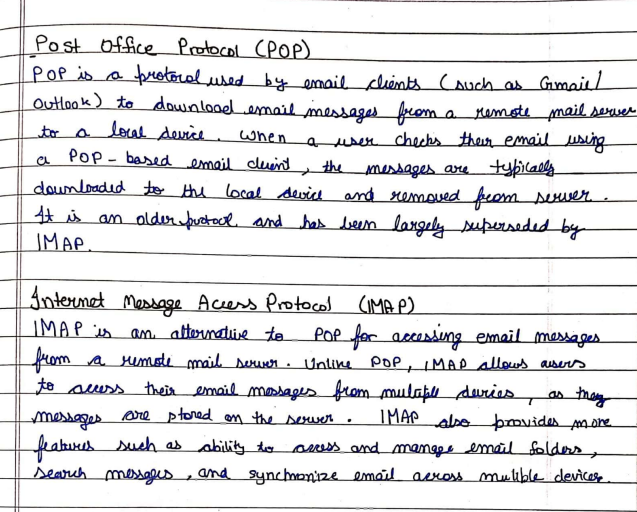 Post Office Protocol (POP)
POP is a protocol used by email clients (such as Gmail/
Outlook) to download email messages from a remote mail server
to a local device. When a user checks their email using
a POP-based email client, the messages are typically
downloaded to the local device and removed from server.
It is an older protocol and has been largely superseded by
IMAP.
Internet Message Access Protocol (IMAP)
IMAP is an alternative to POP for accessing email messages
from a remote mail server. Unline POP, IMAP allows users
to access their email messages from multiple devices, as they
messages are stored on the server. IMAP also provides more
features such as ability to access and manage email folders,
search messages, and synchronize email across mulible devices.